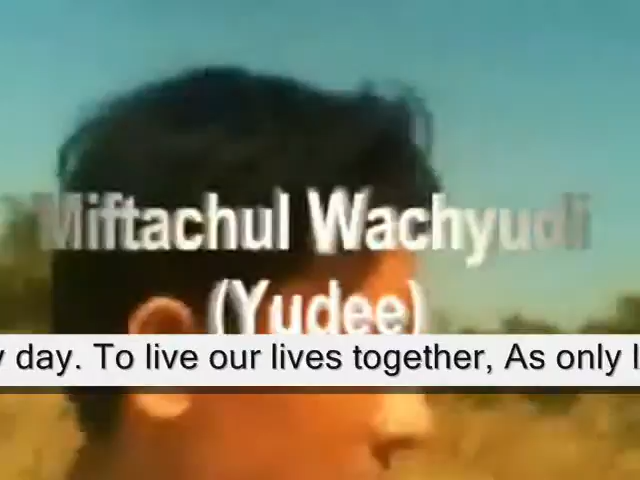 Miftachul Wachyudi
(Yudee)
day. To live our lives together, As only